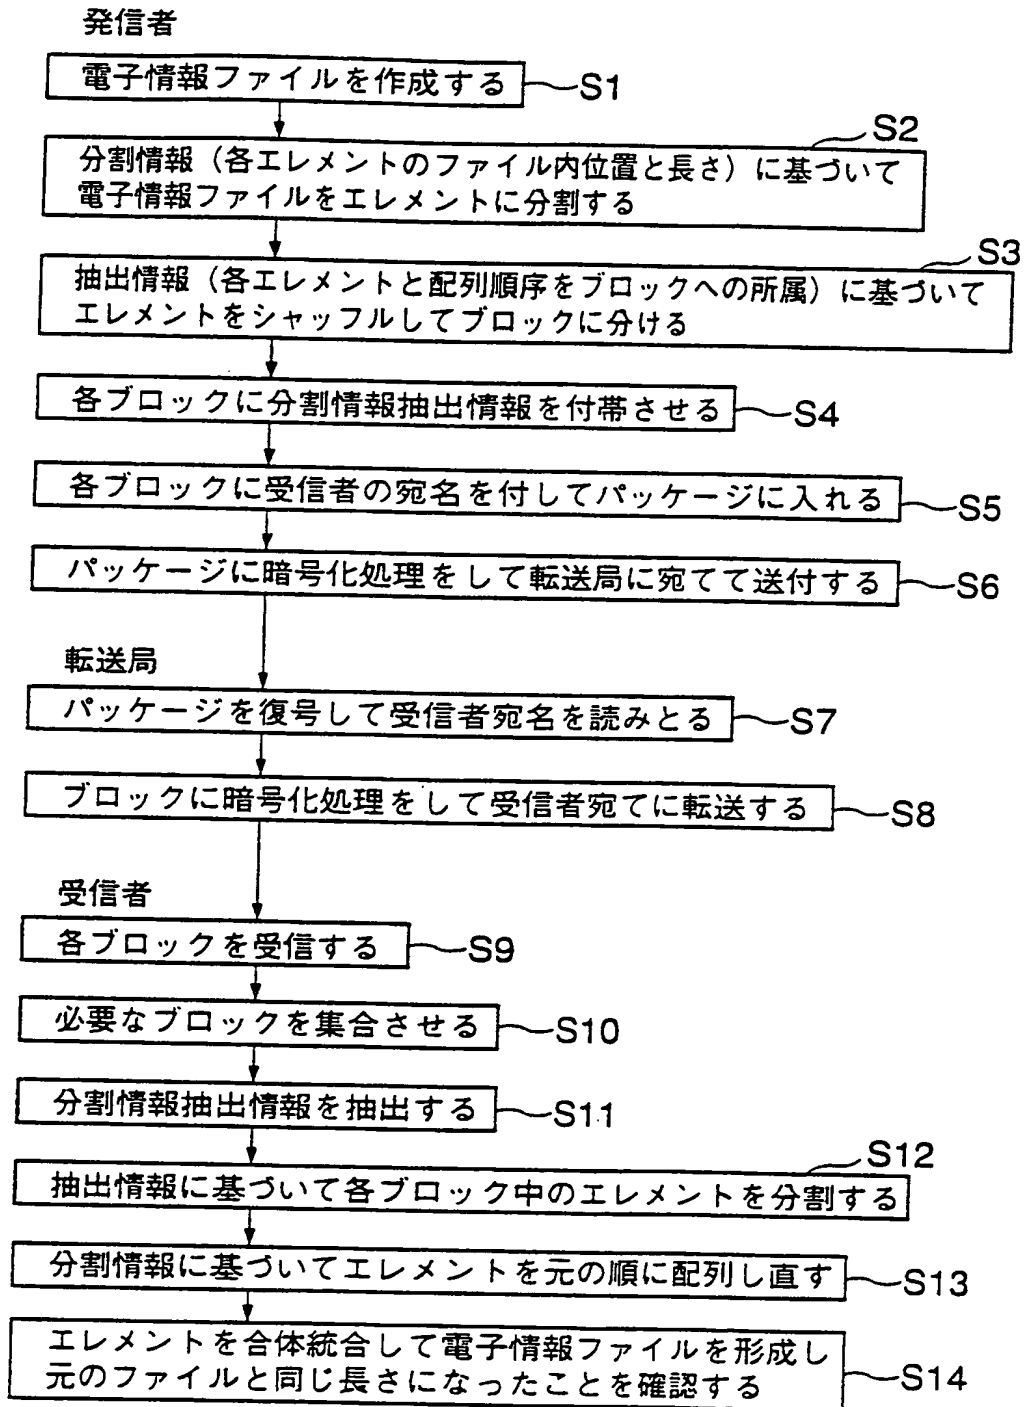 発信者
電子情報ファイルを作成する
S1
S2
分割情報（各エレメントのファイル内位置と長さ）に基づいて
電子情報ファイルをエレメントに分割する
S3
抽出情報（各エレメントと配列順序をブロックへの所属）に基づいて
エレメントをシャッフルしてブロックに分ける
各ブロックに分割情報抽出情報を付帯させる
S4
各ブロックに受信者の宛名を付してパッケージに入れる
S5
パッケージに暗号化処理をして転送局に宛てて送付する
S6
転送局
パッケージを復号して受信者宛名を読みとる
S7
ブロックに暗号化処理をして受信者宛てに転送する
S8
受信者
各ブロックを受信する
S9
必要なブロックを集合させる
S10
分割情報抽出情報を抽出する
S11
S12
抽出情報に基づいて各ブロック中のエレメントを分割する
分割情報に基づいてエレメントを元の順に配列し直す
S13
エレメントを合体統合して電子情報ファイルを形成し
元のファイルと同じ長さになったことを確認する
S14